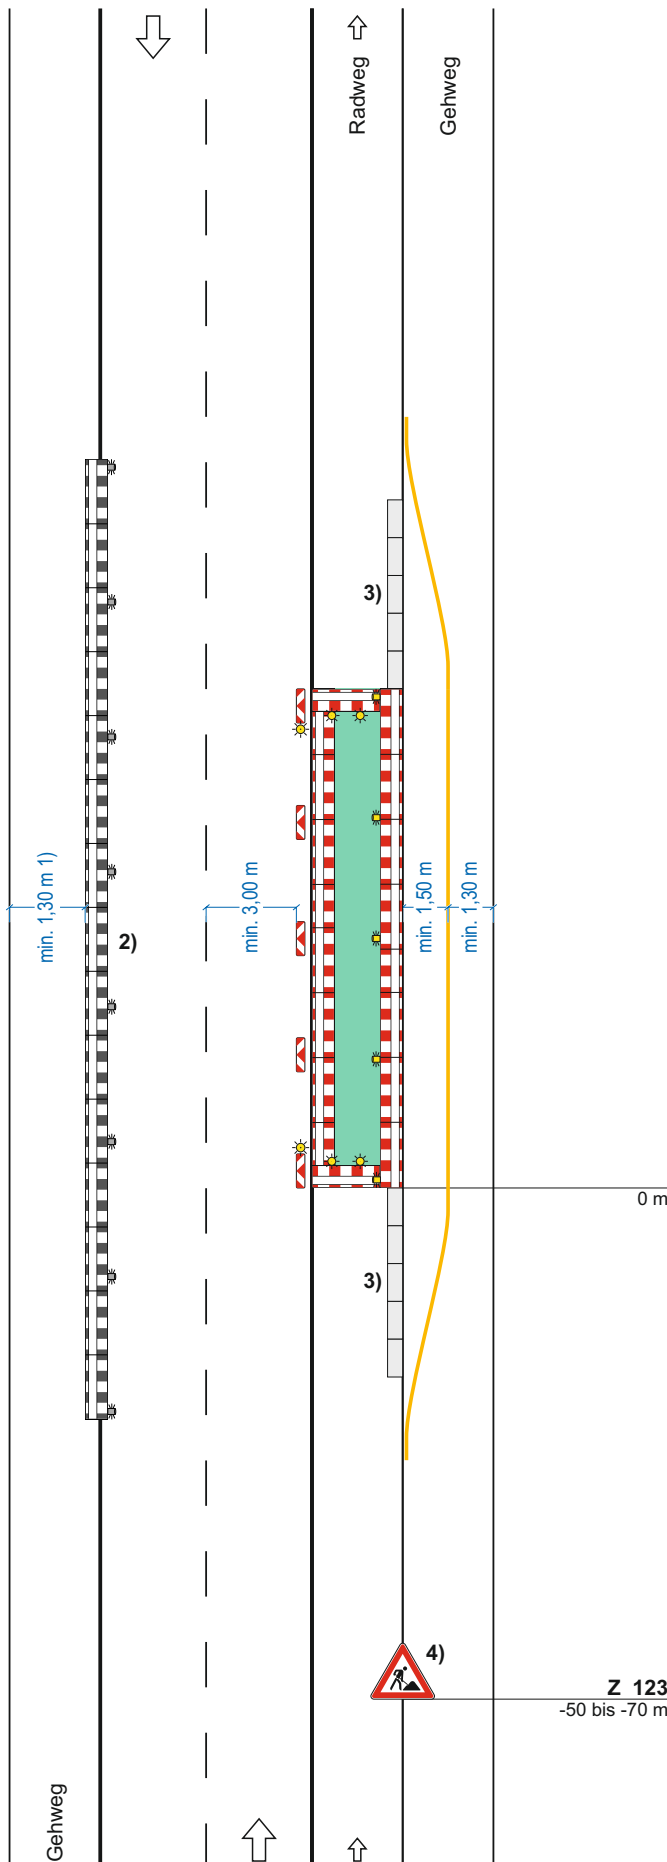 Radweg
Gehweg
3)
min. 1,30 m 1)
2)
min. 3,00 m
min. 1,50 m
min. 1,30 m
0 m
3)
4)
Z 123
-50 bis -70 m
Gehweg